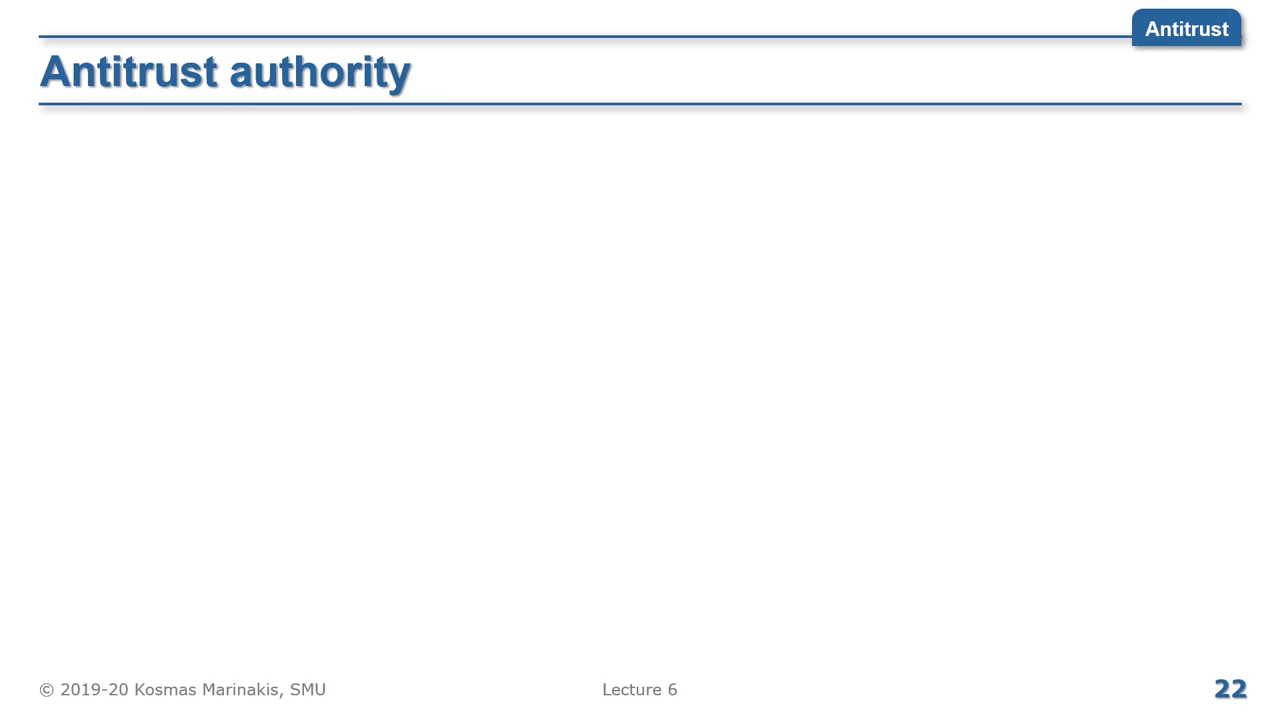 Antitrust
Antitrust authority
© 2019-20 Kosmas Marinakis, SMU
Lecture 6
22